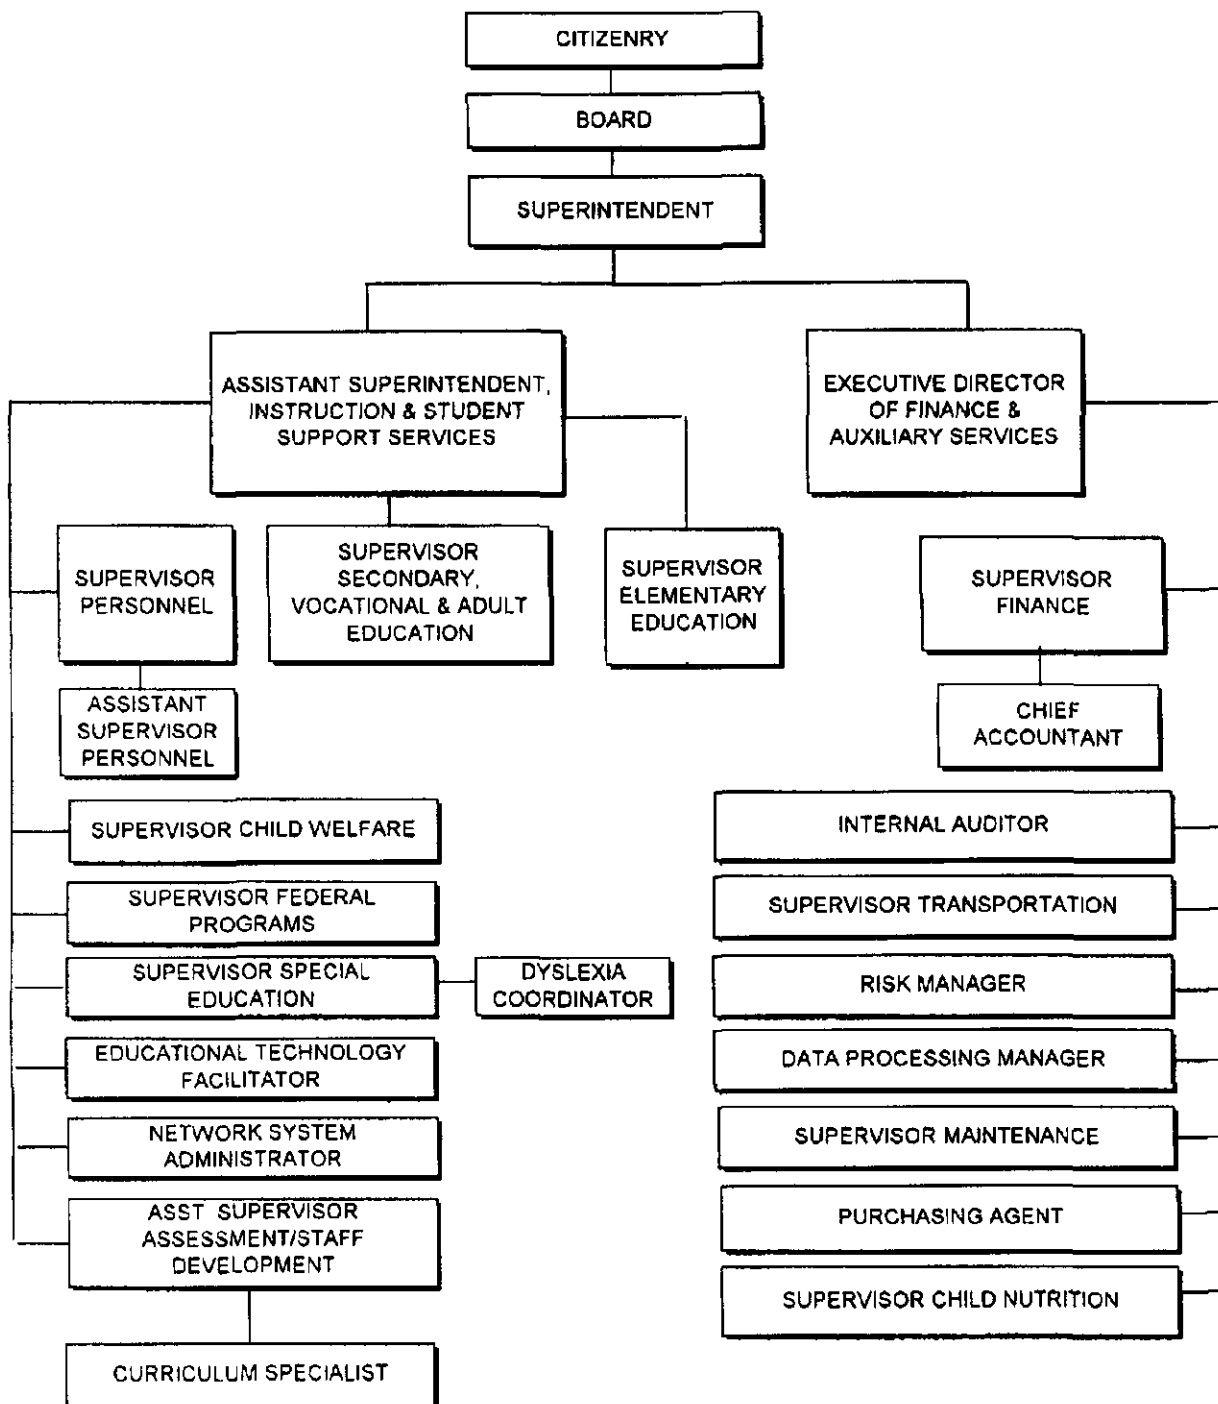 CITIZENRY
BOARD
SUPERINTENDENT
ASSISTANT SUPERINTENDENT,
INSTRUCTION & STUDENT
SUPPORT SERVICES
EXECUTIVE DIRECTOR
OF FINANCE &
AUXILIARY SERVICES
SUPERVISOR
PERSONNEL
SUPERVISOR
SECONDARY,
VOCATIONAL & ADULT
EDUCATION
SUPERVISOR
ELEMENTARY
EDUCATION
SUPERVISOR
FINANCE
ASSISTANT
SUPERVISOR
PERSONNEL
CHIEF
ACCOUNTANT
SUPERVISOR CHILD WELFARE
SUPERVISOR FEDERAL
PROGRAMS
SUPERVISOR SPECIAL
EDUCATION
DYSLEXIA
COORDINATOR
EDUCATIONAL TECHNOLOGY
FACILITATOR
NETWORK SYSTEM
ADMINISTRATOR
ASST SUPERVISOR
ASSESSMENT/STAFF
DEVELOPMENT
CURRICULUM SPECIALIST
INTERNAL AUDITOR
SUPERVISOR TRANSPORTATION
RISK MANAGER
DATA PROCESSING MANAGER
SUPERVISOR MAINTENANCE
PURCHASING AGENT
SUPERVISOR CHILD NUTRITION